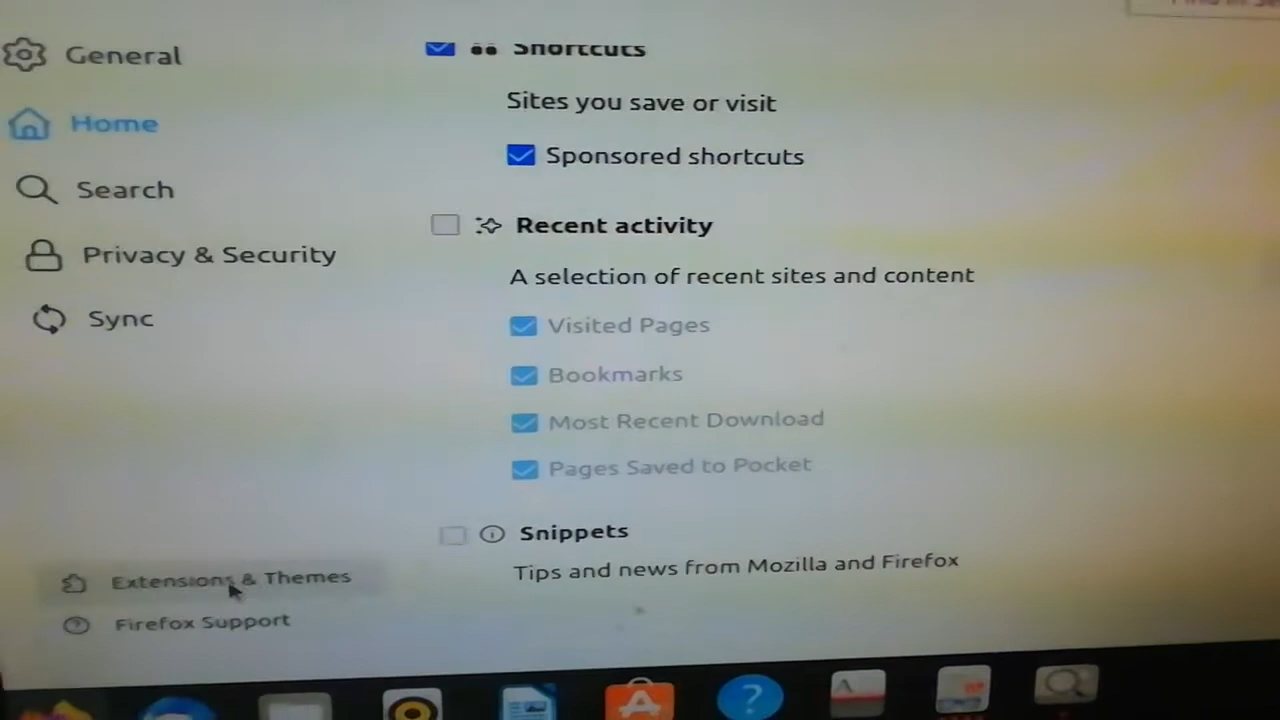 General
Home
Search
Privacy & Security
Sync
Extensions & Themes
Firefox Support
Shortcuts
Sites you save or visit
Sponsored shortcuts
Recent activity
A selection of recent sites and content
Visited Pages
Bookmarks
Most Recent Download
Pages Saved to Pocket
Snippets
Tips and news from Mozilla and Firefox